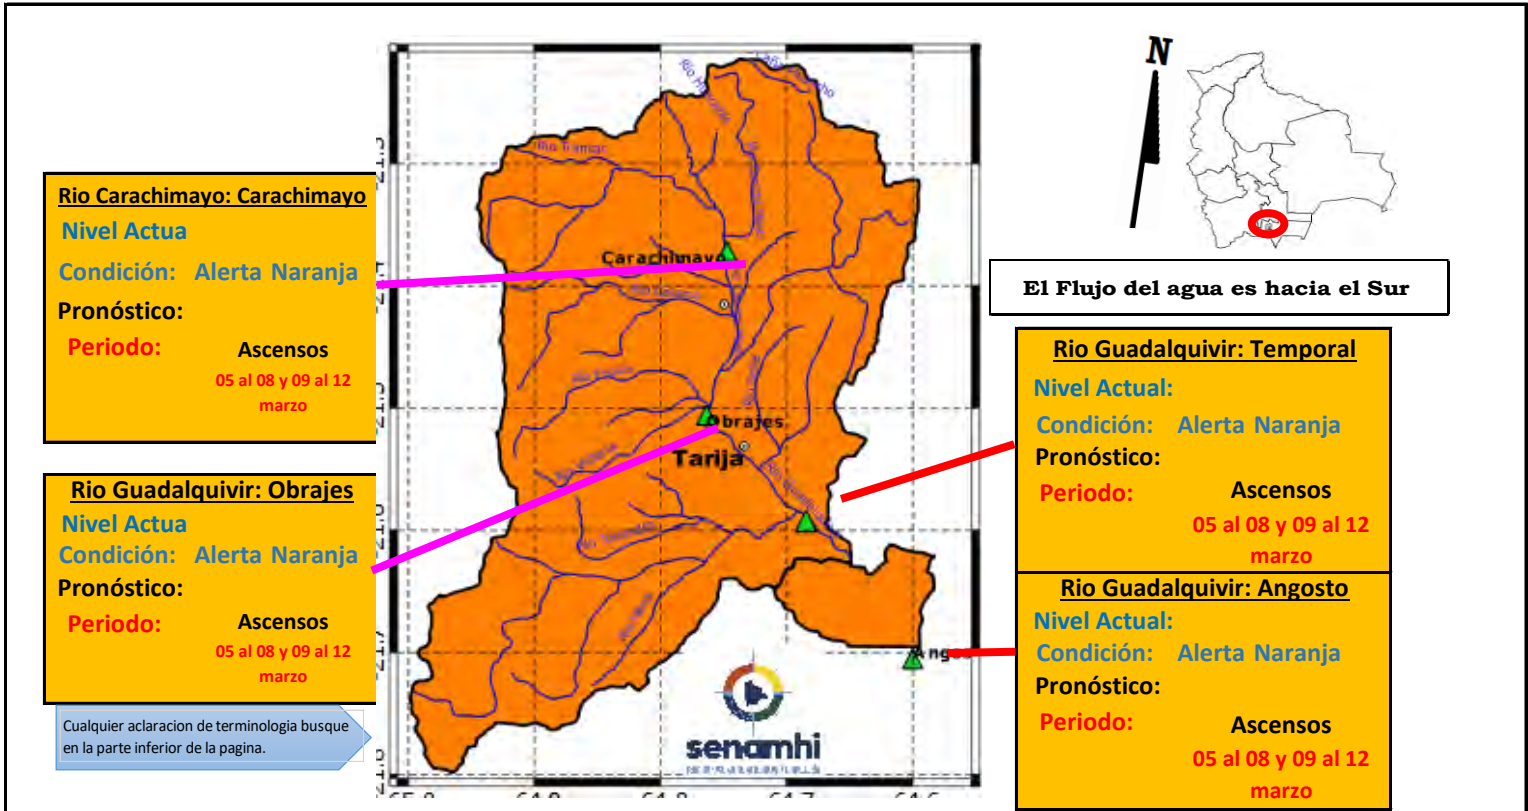 N
El Flujo del agua es hacia el Sur
Rio Carachimayo: Carachimayo
Nivel Actua
Condición: Alerta Naranja
Pronóstico:
Periodo: Ascensos
05 al 08 y 09 al 12
marzo
Rio Guadalquivir: Obrajes
Nivel Actua
Condición: Alerta Naranja
Pronóstico:
Periodo: Ascensos
05 al 08 y 09 al 12
marzo
Cualquier aclaracion de terminologia busque
en la parte inferior de la pagina.
Carachimayo
Obrajes
Tarija
senamhi
Rio Guadalquivir: Temporal
Nivel Actual:
Condición: Alerta Naranja
Pronóstico:
Periodo: Ascensos
05 al 08 y 09 al 12
marzo
Rio Guadalquivir: Angosto
Nivel Actual:
Condición: Alerta Naranja
Pronóstico:
Periodo: Ascensos
05 al 08 y 09 al 12
marzo